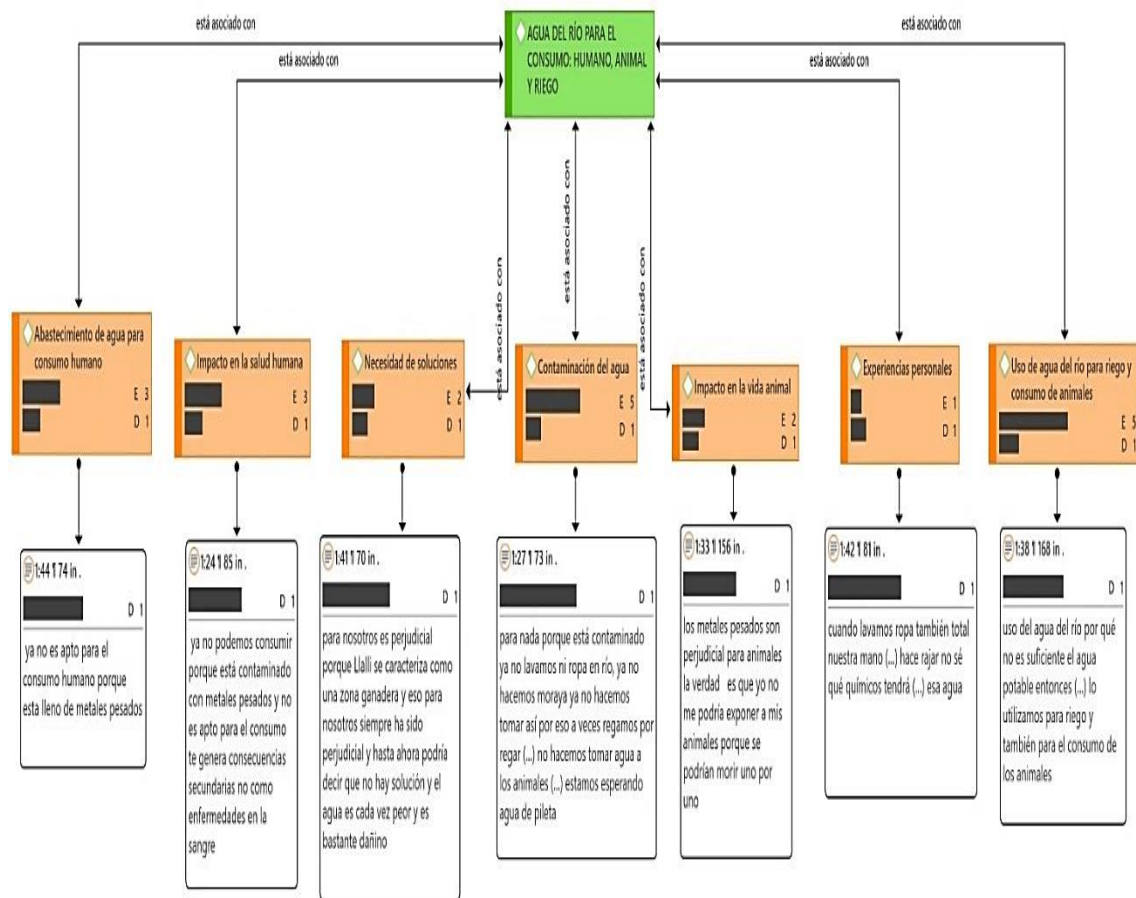 está asociado con
está asociado con
AGUA DEL RÍO PARA EL
CONSUMO: HUMANO, ANIMAL
Y RIEGO
está asociado con
está asociado con
está asociado con
está asociado con
está asociado con
Abastecimiento de agua para
consumo humano
E 3
D 1
Impacto en la salud humana
E 3
D 1
Necesidad de soluciones
E 2
D 1
Contaminación del agua
E 5
D 1
Impacto en la vida animal
E 2
D 1
Experiencias personales
E 1
D 1
Uso de agua del río para riego y
consumo de animales
E 5
D 1
1:44 ¶ 74 in .
D 1
ya no es apto para el
consumo humano porque
esta lleno de metales pesados
1:24 ¶ 85 in .
D 1
ya no podemos consumir
porque está contaminado
con metales pesados y no
es apto para el consumo
te genera consecuencias
secundarias no como
enfermedades en la
sangre
1:41 ¶ 70 in .
D 1
para nosotros es perjudicial
porque Llalli se caracteriza como
una zona ganadera y eso para
nosotros siempre ha sido
perjudicial y hasta ahora podría
decir que no hay solución y el
agua es cada vez peor y es
bastante dañino
1:27 ¶ 73 in .
D 1
para nada porque está contaminado
ya no lavamos ni ropa en río, ya no
hacemos moraya ya no hacemos
tomar así por eso a veces regamos por
regar (...) no hacemos tomar agua a
los animales (...) estamos esperando
agua de pileta
1:33 ¶ 156 in .
D 1
los metales pesados son
perjudicial para animales
la verdad es que yo no
me podría exponer a mis
animales porque se
podrían morir uno por
uno
1:42 ¶ 81 in .
D 1
cuando lavamos ropa también total
nuestra mano (...) hace rajar no sé
qué químicos tendrá (...) esa agua
1:38 ¶ 168 in .
D 1
uso del agua del río por qué
no es suficiente el agua
potable entonces (...) lo
utilizamos para riego y
también para el consumo de
los animales